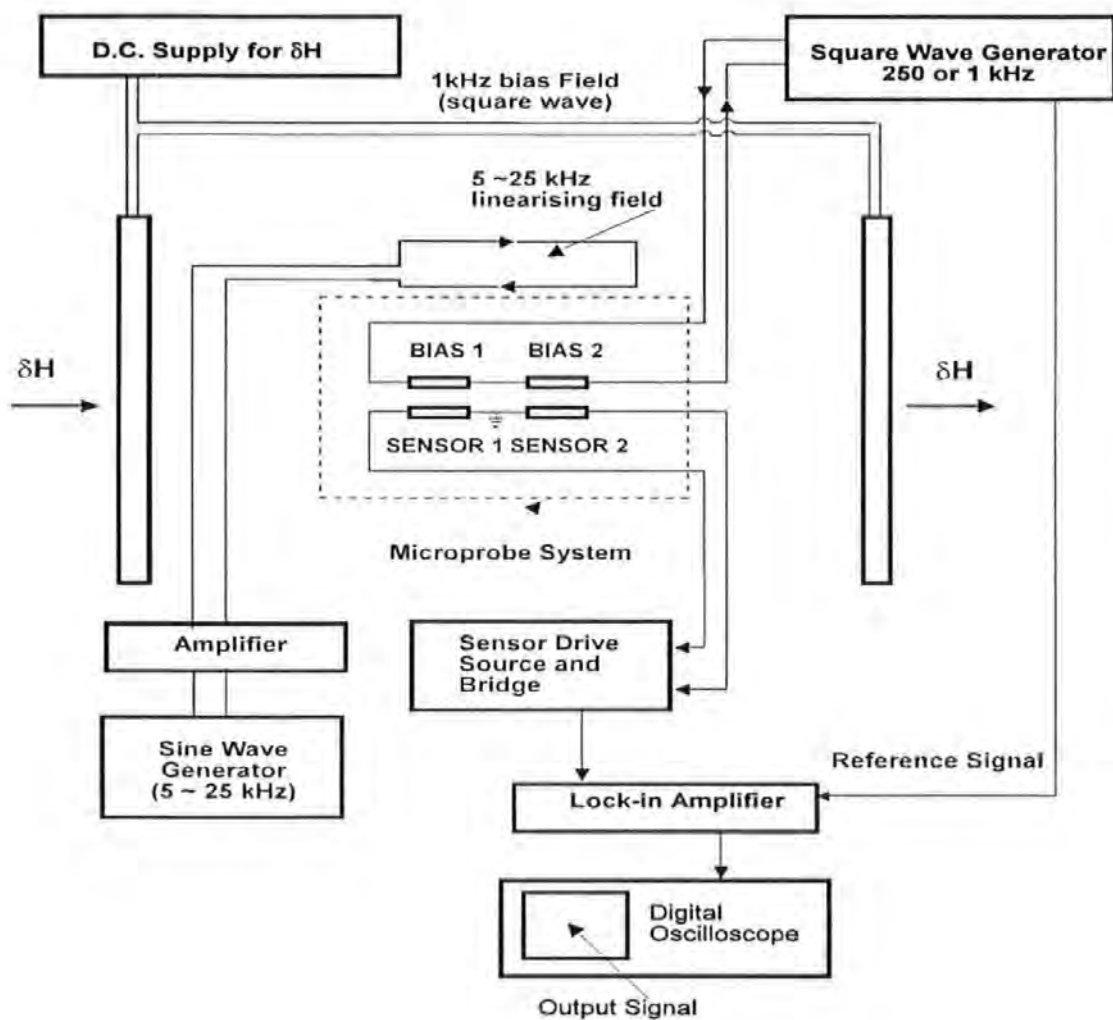 D.C. Supply for δH
Square Wave Generator
250 or 1 kHz
1kHz bias Field
(square wave)
5 ~25 kHz
linearising field
BIAS 1 BIAS 2
δH
δH
SENSOR 1 SENSOR 2
Microprobe System
Amplifier
Sensor Drive
Source and
Bridge
Sine Wave
Generator
(5 ~ 25 kHz)
Reference Signal
Lock-in Amplifier
Digital
Oscilloscope
Output Signal